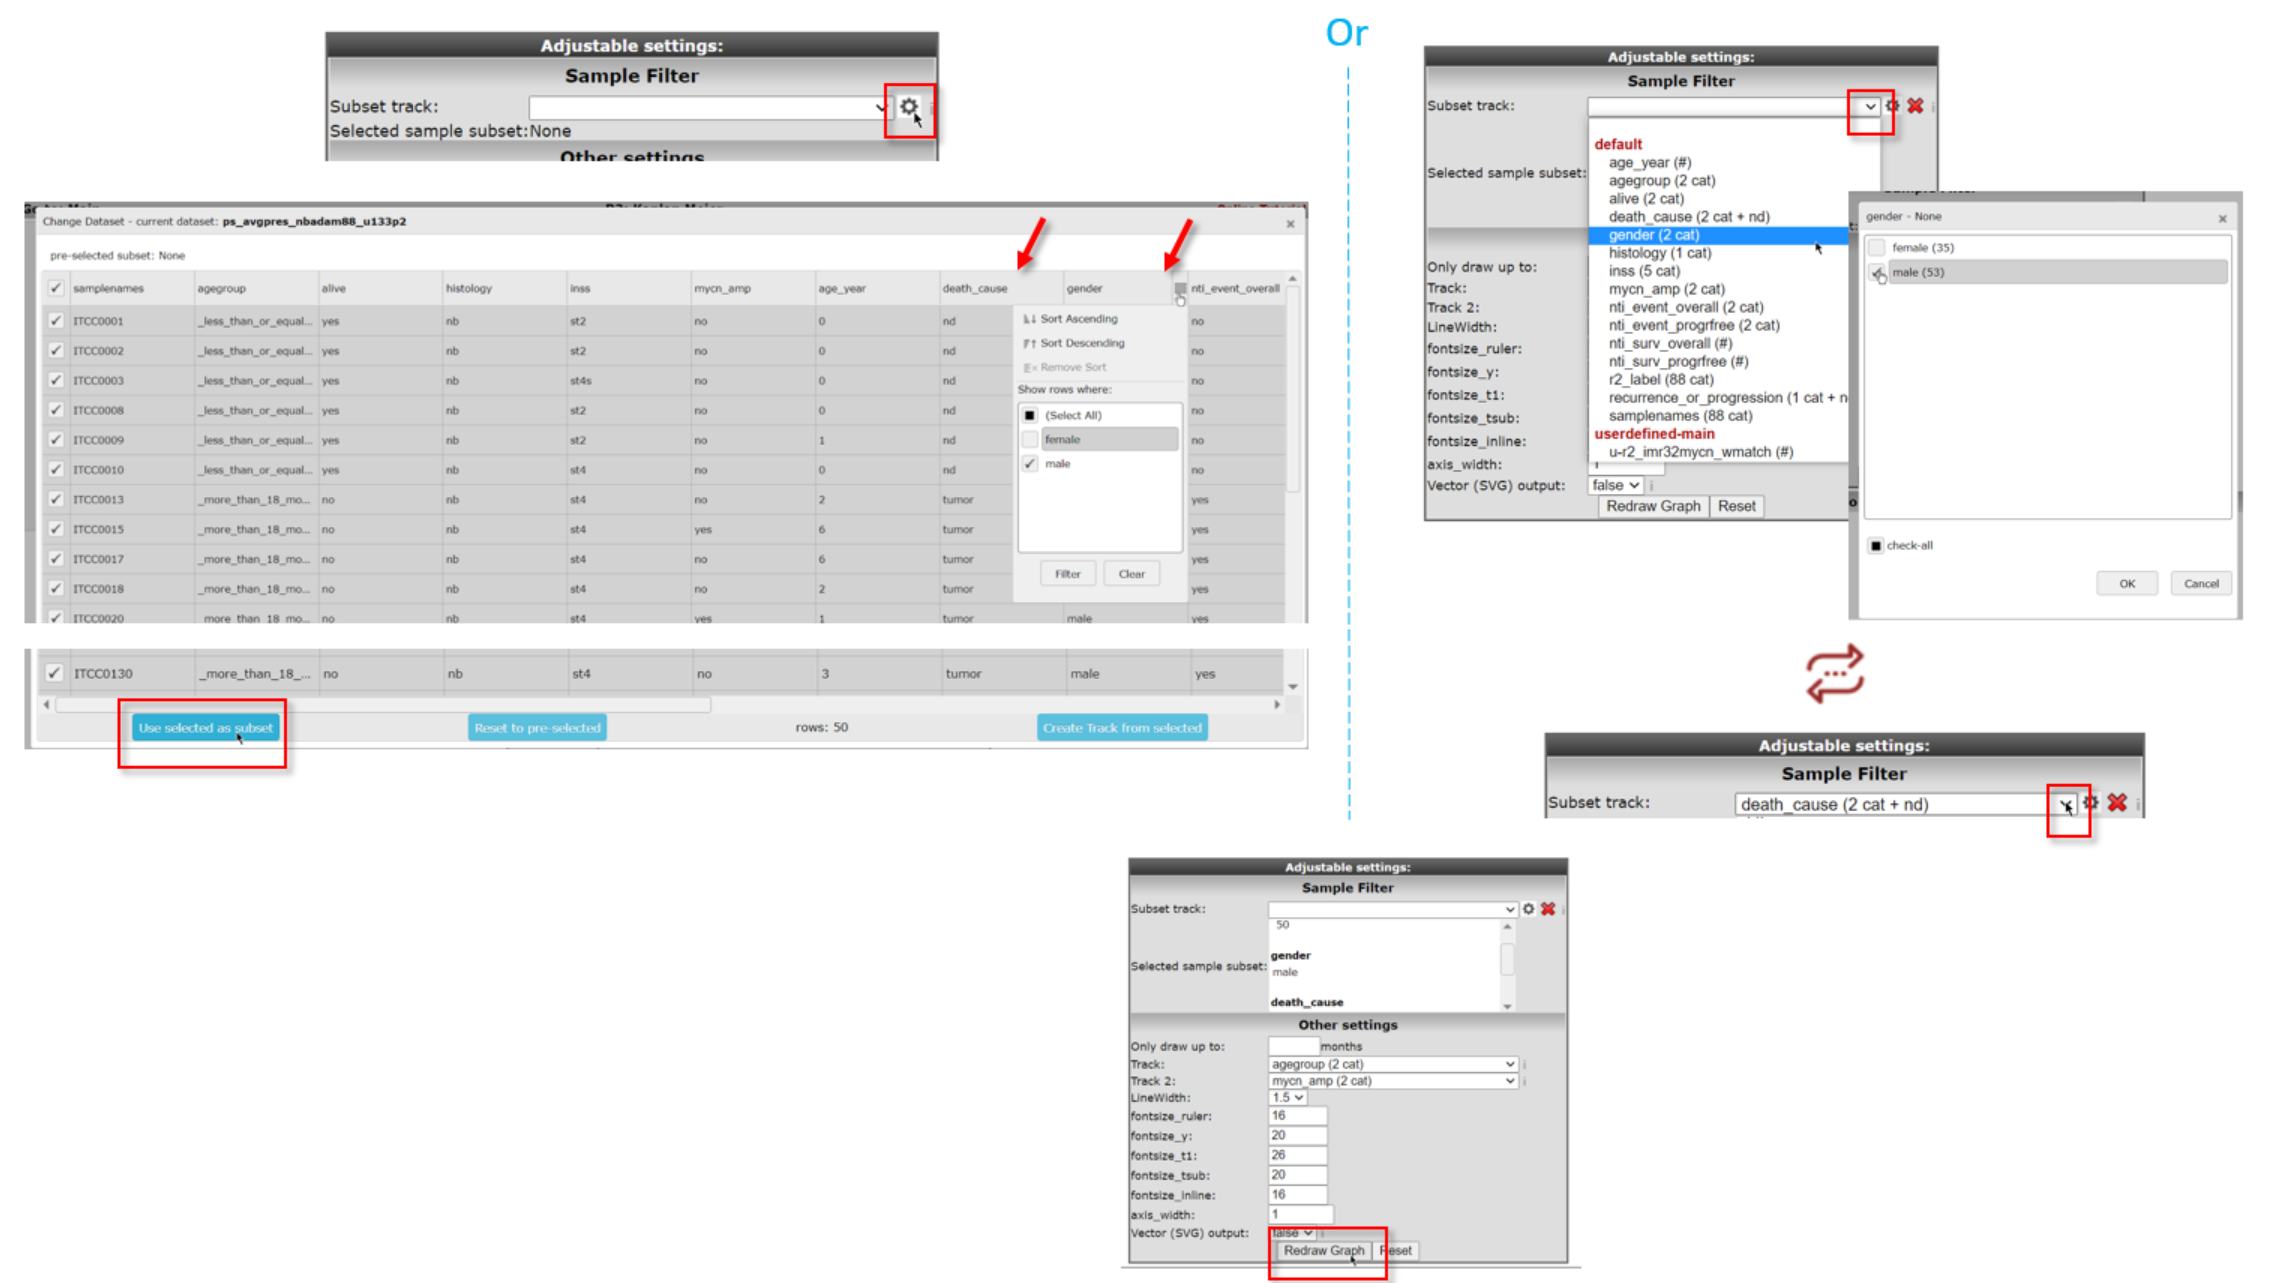 Or
Adjustable settings:
Sample Filter
Subset track:
Selected sample subset:None
Other settings
Change Dataset - current dataset: ps_avgpres_nbadam88_u133p2
pre-selected subset: None
samplenames agegroup alive histology inss mycn_amp age_year death_cause gender nti_event_overall
ITCC0001 _less_than_or_equal... yes nb st2 no 0 nd no
ITCC0002 _less_than_or_equal... yes nb st2 no 0 nd no
ITCC0003 _less_than_or_equal... yes nb st4s no 0 nd no
ITCC0008 _less_than_or_equal... yes nb st2 no 0 nd no
ITCC0009 _less_than_or_equal... yes nb st2 no 1 nd no
ITCC0010 _less_than_or_equal... yes nb st4 no 0 nd no
ITCC0013 _more_than_18_mo... no nb st4 no 2 tumor yes
ITCC0015 _more_than_18_mo... no nb st4 yes 6 tumor yes
ITCC0017 _more_than_18_mo... no nb st4 no 6 tumor yes
ITCC0018 _more_than_18_mo... no nb st4 no 2 tumor yes
ITCC0020 more than 18 mo... no nb st4 yes 1 tumor male yes
Sort Ascending
Sort Descending
Remove Sort
Show rows where:
(Select All)
female
male
Filter Clear
ITCC0130 _more_than_18_... no nb st4 no 3 tumor male yes
Use selected as subset Reset to pre-selected rows: 50 Create Track from selected
Adjustable settings:
Sample Filter
Subset track:
Selected sample subset:
default
age_year (#)
agegroup (2 cat)
alive (2 cat)
death_cause (2 cat + nd)
gender (2 cat)
histology (1 cat)
inss (5 cat)
mycn_amp (2 cat)
nti_event_overall (2 cat)
nti_event_progrfree (2 cat)
nti_surv_overall (#)
nti_surv_progrfree (#)
r2_label (88 cat)
recurrence_or_progression (1 cat + n
samplenames (88 cat)
userdefined-main
u-r2_imr32mycn_wmatch (#)
Only draw up to:
Track:
Track 2:
LineWidth:
fontsize_ruler:
fontsize_y:
fontsize_t1:
fontsize_tsub:
fontsize_inline:
axis_width:
Vector (SVG) output: false
Redraw Graph Reset
gender - None
female (35)
male (53)
check-all
OK Cancel
Adjustable settings:
Sample Filter
Subset track: death_cause (2 cat + nd)
Adjustable settings:
Sample Filter
Subset track:
50
Selected sample subset:
gender
male
death_cause
Other settings
Only draw up to: months
Track: agegroup (2 cat)
Track 2: mycn_amp (2 cat)
LineWidth: 1.5
fontsize_ruler: 16
fontsize_y: 20
fontsize_t1: 26
fontsize_tsub: 20
fontsize_inline: 16
axis_width: 1
Vector (SVG) output: false
Redraw Graph Reset